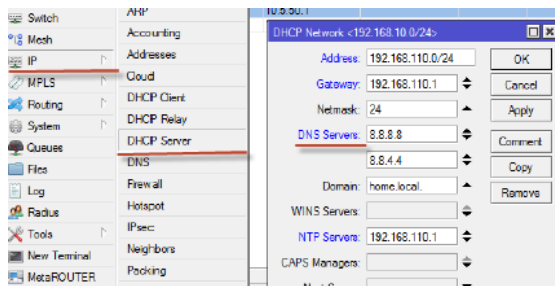 Switch
Mesh
IP
MPLS
Routing
System
Queues
Files
Log
Radius
Tools
New Terminal
MetaROUTER
ARP
Accounting
Addresses
Cloud
DHCP Client
DHCP Relay
DHCP Server
DNS
Firewall
Hotspot
IPsec
Neighbors
Packing
10.5.50.1
DHCP Network <192.168.10.0/24>
Address: 192.168.110.0/24
Gateway: 192.168.110.1
Netmask: 24
DNS Servers: 8.8.8.8
8.8.4.4
Domain: home.local.
WINS Servers:
NTP Servers: 192.168.110.1
CAPS Managers:
OK
Cancel
Apply
Comment
Copy
Remove